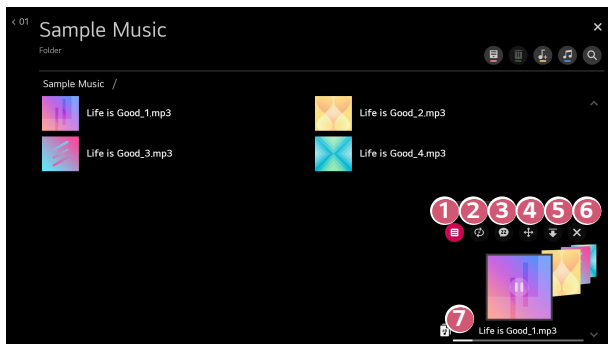 01
Sample Music
Folder
Sample Music /
Life is Good_1.mp3
Life is Good_2.mp3
Life is Good_3.mp3
Life is Good_4.mp3
1 2 3 4 5 6
7
Life is Good_1.mp3